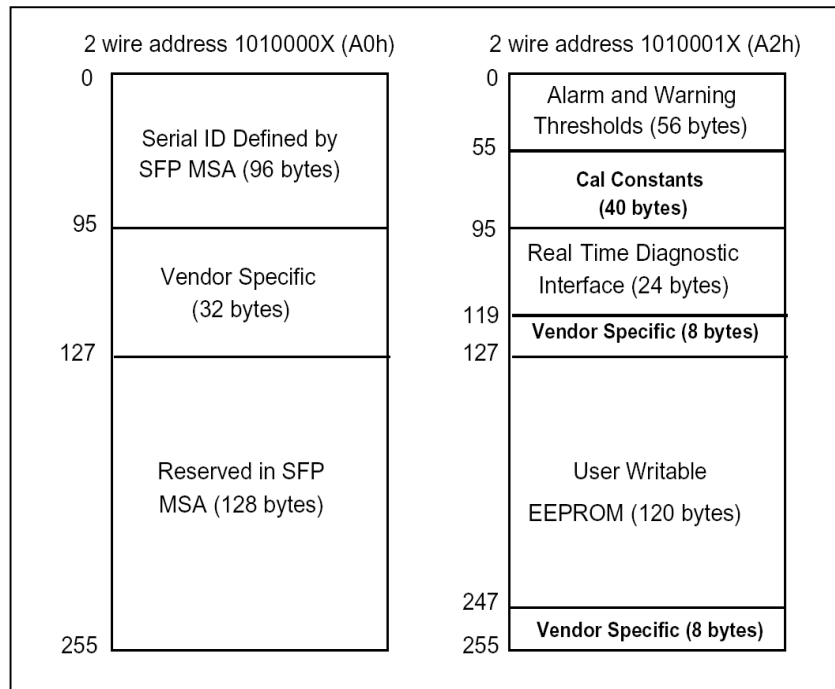 2 wire address 1010000X (A0h)
0
Serial ID Defined by
SFP MSA (96 bytes)
95
Vendor Specific
(32 bytes)
127
Reserved in SFP
MSA (128 bytes)
255
2 wire address 1010001X (A2h)
0
Alarm and Warning
Thresholds (56 bytes)
55
Cal Constants
(40 bytes)
95
Real Time Diagnostic
Interface (24 bytes)
119
Vendor Specific (8 bytes)
127
User Writable
EEPROM (120 bytes)
247
Vendor Specific (8 bytes)
255